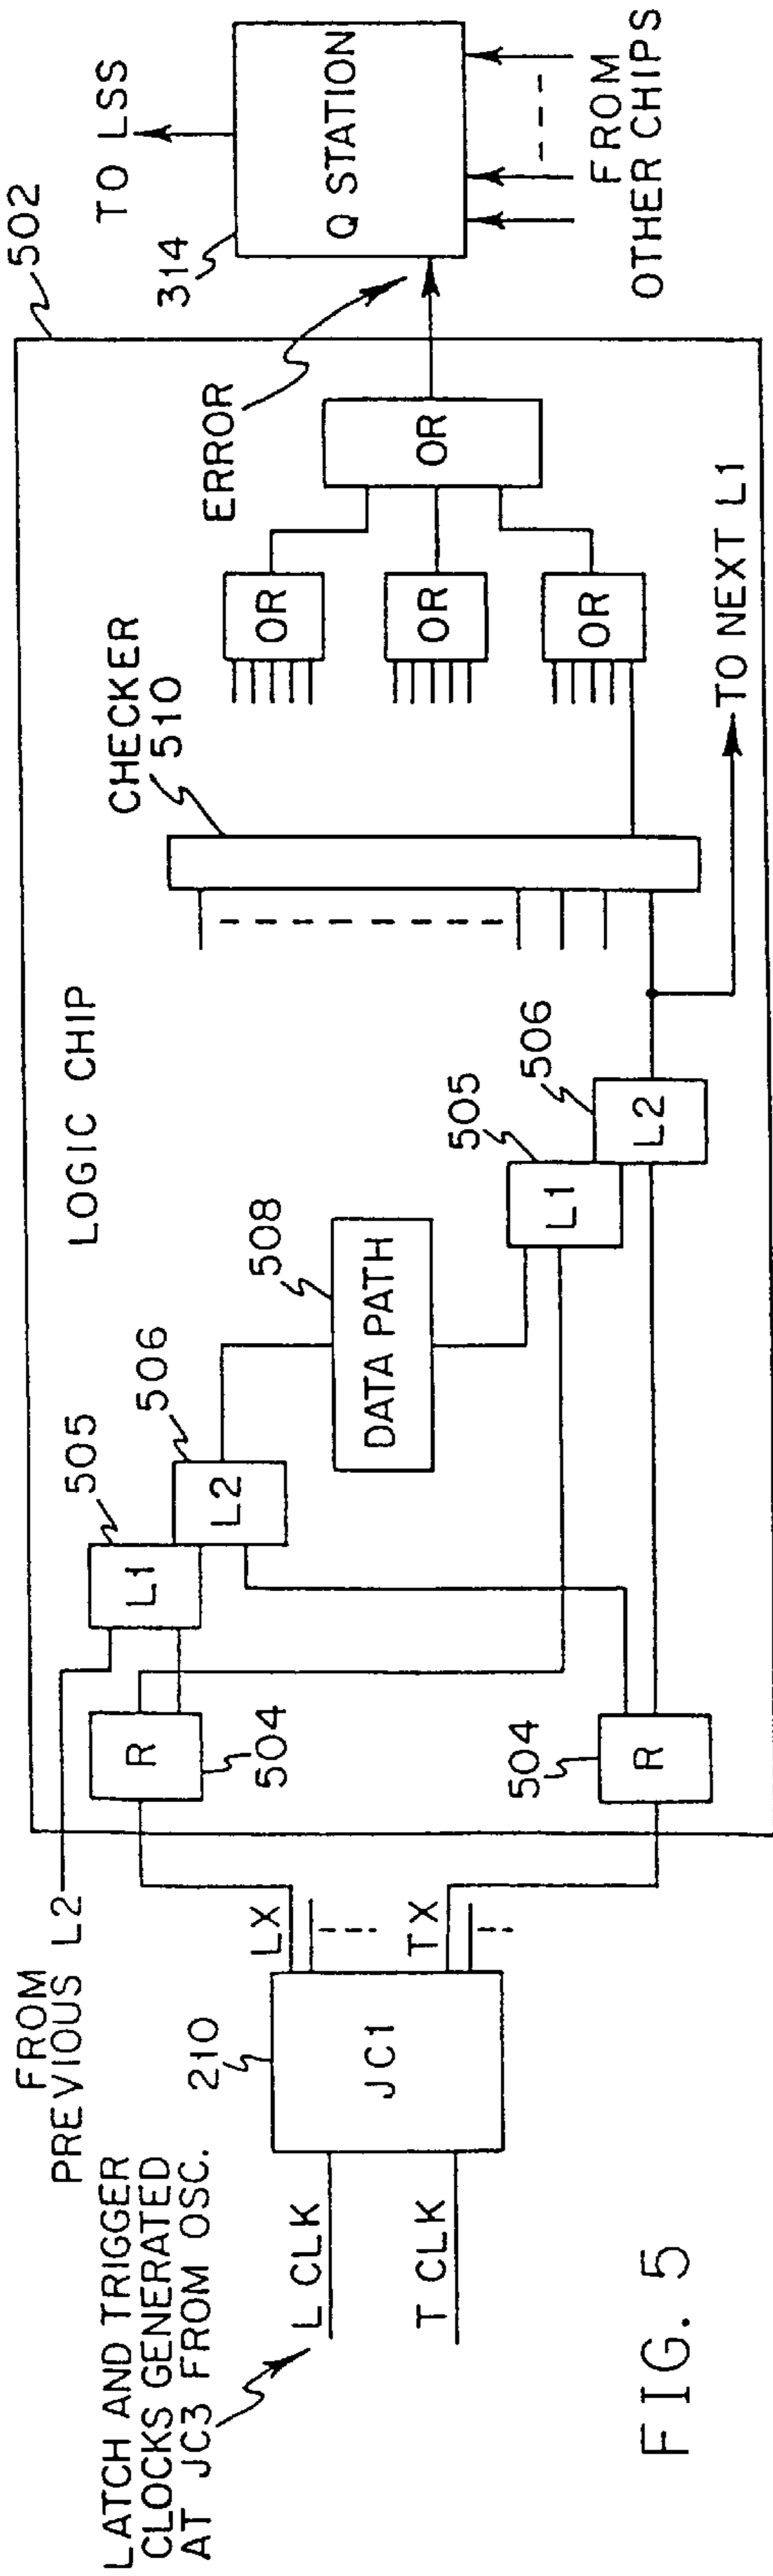 LATCH AND TRIGGER
CLOCKS GENERATED
AT JC3 FROM OSC.
L CLK
T CLK
210
JC1
LX
TX
FROM
PREVIOUS L2
LOGIC CHIP
502
R
504
R
504
L1
505
L2
506
508
DATA PATH
L1
505
L2
506
TO NEXT L1
CHECKER
510
OR
OR
OR
OR
ERROR
314
Q STATION
TO LSS
FROM
OTHER CHIPS
FIG. 5